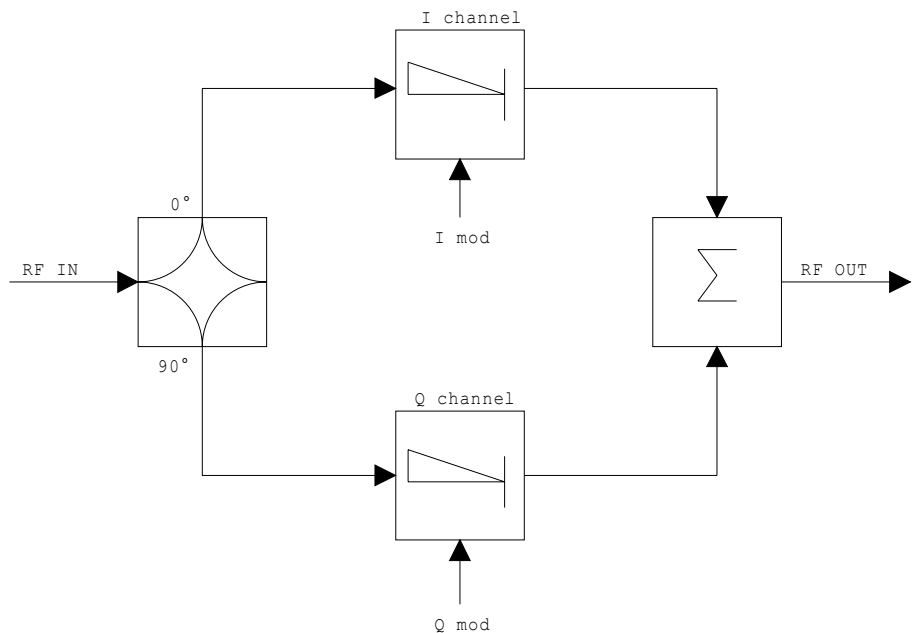 I channel
0°
I mod
RF IN
Σ
RF OUT
90°
Q channel
Q mod